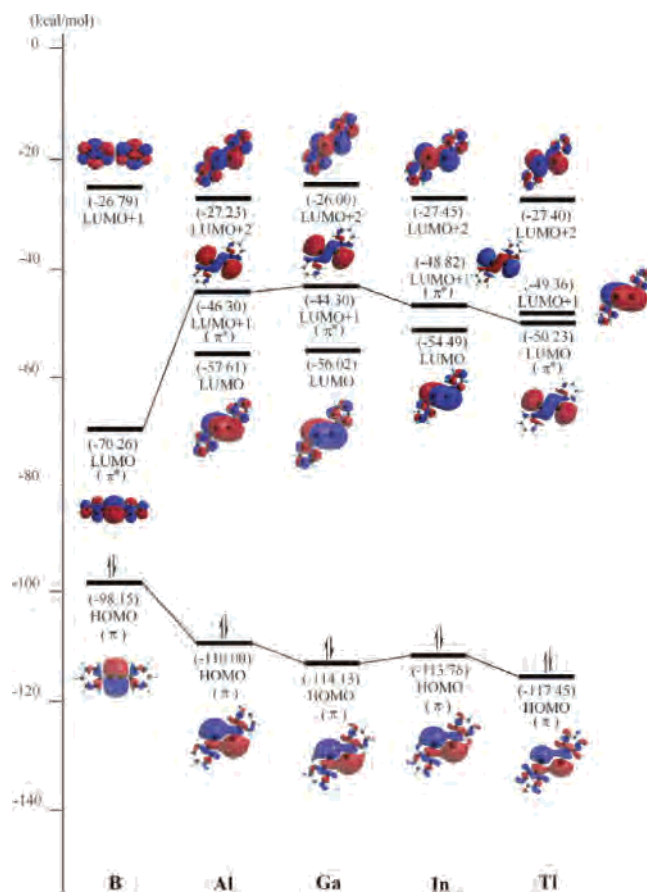 (kcal/mol)
0
-20
-40
-60
-80
-100
-120
-140
(-26.79)
LUMO+1
(-70.26)
LUMO
(π*)
(-98.15)
HOMO
(π)
B
(-27.23)
LUMO+2
(-46.30)
LUMO+1
(π*)
(-57.61)
LUMO
HOMO
(π)
Al
(-26.00)
LUMO+2
(-44.30)
LUMO+1
(π*)
(-56.02)
LUMO
(-114.13)
HOMO
(π)
Ga
(-27.45)
LUMO+2
(-48.82)
LUMO+1
(π*)
(-54.49)
LUMO
(-113.76)
HOMO
(π)
In
(-27.40)
LUMO+2
(-49.36)
LUMO+1
(-50.23)
LUMO
(π*)
(-117.45)
HOMO
(π)
Tl